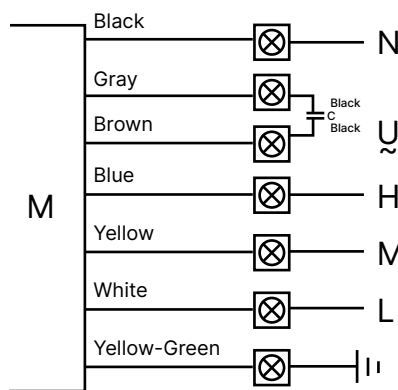 Black
N
Gray
Black
C
Black
Brown
U
~
Blue
H
M
Yellow
M
White
L
Yellow-Green